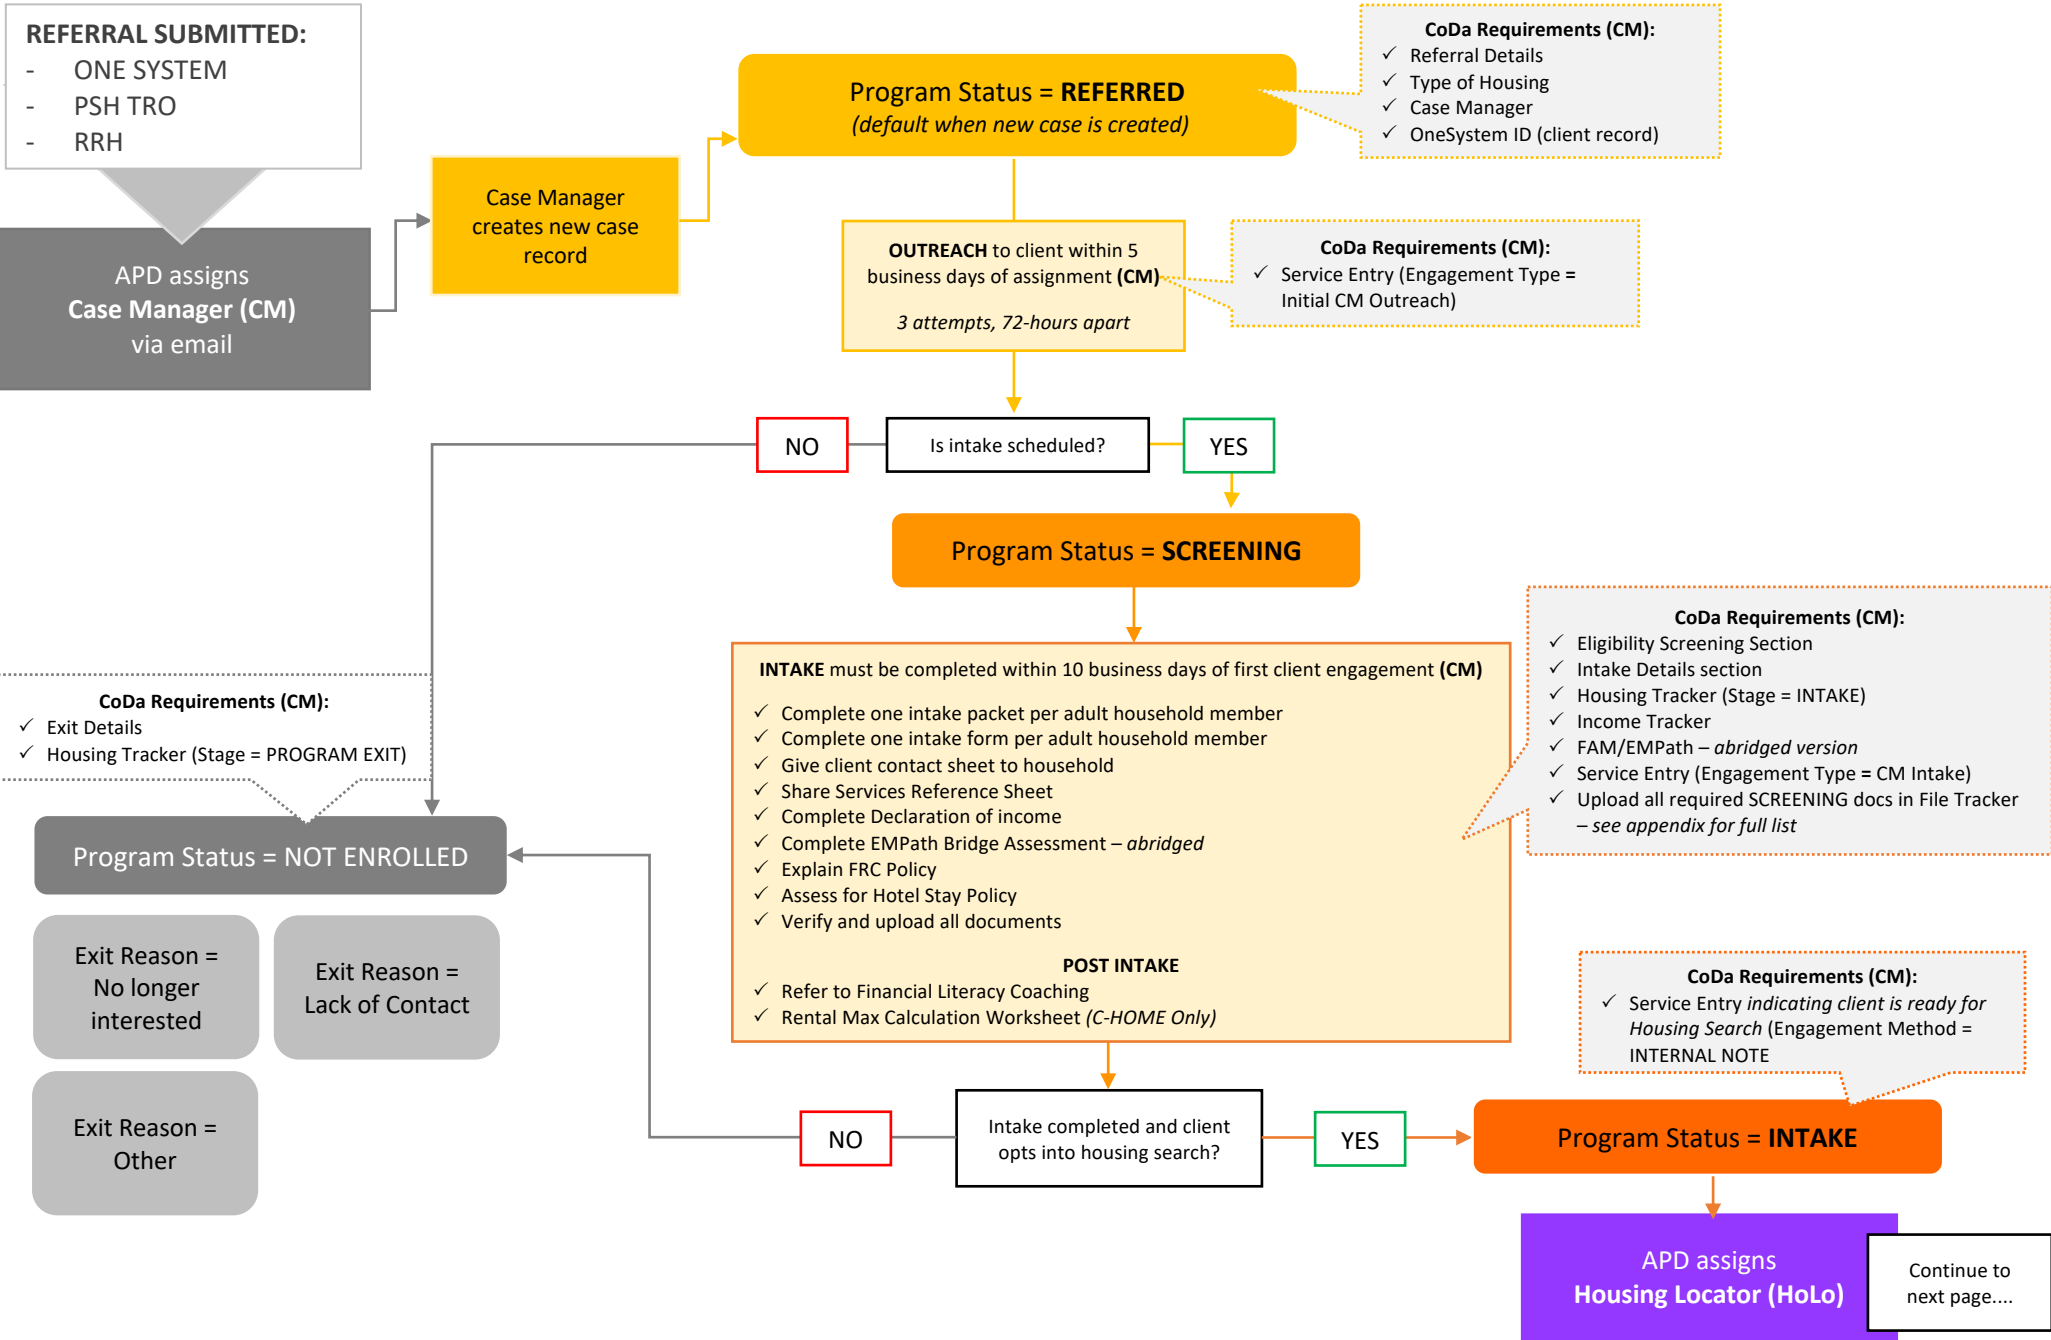 REFERRAL SUBMITTED:
- ONE SYSTEM
- PSH TRO
- RRH
APD assigns
Case Manager (CM)
via email
Case Manager
creates new case
record
Program Status = REFERRED
(default when new case is created)
CoDa Requirements (CM):
✓ Referral Details
✓ Type of Housing
✓ Case Manager
✓ OneSystem ID (client record)
OUTREACH to client within 5
business days of assignment (CM)
3 attempts, 72-hours apart
CoDa Requirements (CM):
✓ Service Entry (Engagement Type =
Initial CM Outreach)
NO
Is intake scheduled?
YES
Program Status = SCREENING
INTAKE must be completed within 10 business days of first client engagement (CM)
✓ Complete one intake packet per adult household member
✓ Complete one intake form per adult household member
✓ Give client contact sheet to household
✓ Share Services Reference Sheet
✓ Complete Declaration of income
✓ Complete EMPath Bridge Assessment – abridged
✓ Explain FRC Policy
✓ Assess for Hotel Stay Policy
✓ Verify and upload all documents
POST INTAKE
✓ Refer to Financial Literacy Coaching
✓ Rental Max Calculation Worksheet (C-HOME Only)
CoDa Requirements (CM):
✓ Eligibility Screening Section
✓ Intake Details section
✓ Housing Tracker (Stage = INTAKE)
✓ Income Tracker
✓ FAM/EMPath – abridged version
✓ Service Entry (Engagement Type = CM Intake)
✓ Upload all required SCREENING docs in File Tracker
– see appendix for full list
CoDa Requirements (CM):
✓ Exit Details
✓ Housing Tracker (Stage = PROGRAM EXIT)
Program Status = NOT ENROLLED
Exit Reason =
No longer
interested
Exit Reason =
Lack of Contact
Exit Reason =
Other
NO
Intake completed and client
opts into housing search?
YES
CoDa Requirements (CM):
✓ Service Entry indicating client is ready for
Housing Search (Engagement Method =
INTERNAL NOTE
Program Status = INTAKE
APD assigns
Housing Locator (HoLo)
Continue to
next page....